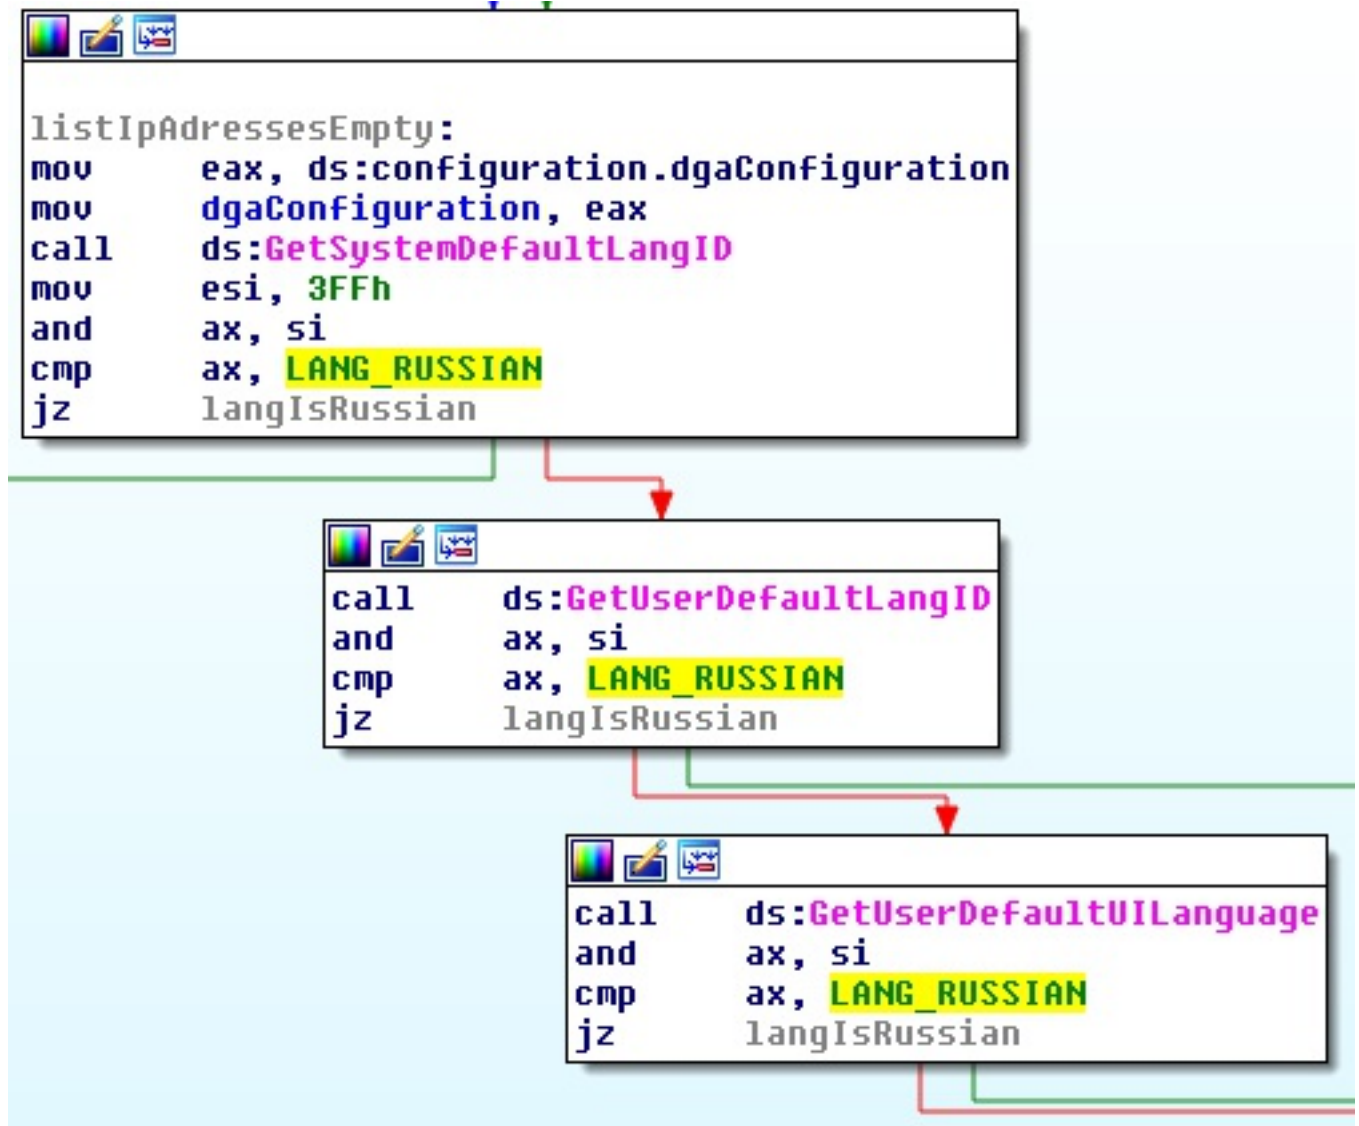 listIpAdressesEmpty:
mov eax, ds:configuration.dgaConfiguration
mov dgaConfiguration, eax
call ds:GetSystemDefaultLangID
mov esi, 3FFh
and ax, si
cmp ax, LANG_RUSSIAN
jz langIsRussian
call ds:GetUserDefaultLangID
and ax, si
cmp ax, LANG_RUSSIAN
jz langIsRussian
call ds:GetUserDefaultUILanguage
and ax, si
cmp ax, LANG_RUSSIAN
jz langIsRussian